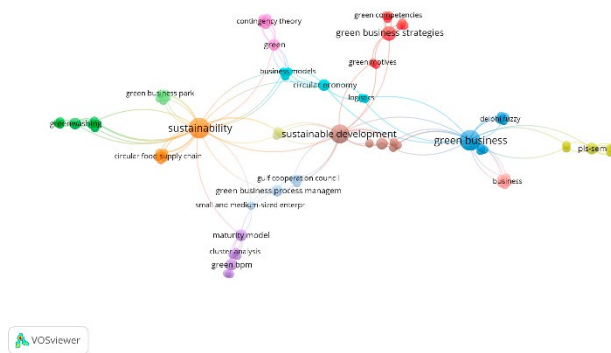 green competencies
contingency theory
green business strategies
green
green motives
business models
circular economy
green business park
logistics
delphi fuzzy
greenwashing
sustainability
sustainable development
green business
pls-sem
circular food supply chain
gulf cooperation council
business
green business process managem
small and medium-sized enterpr
maturity model
cluster analysis
green bpm
VOSviewer